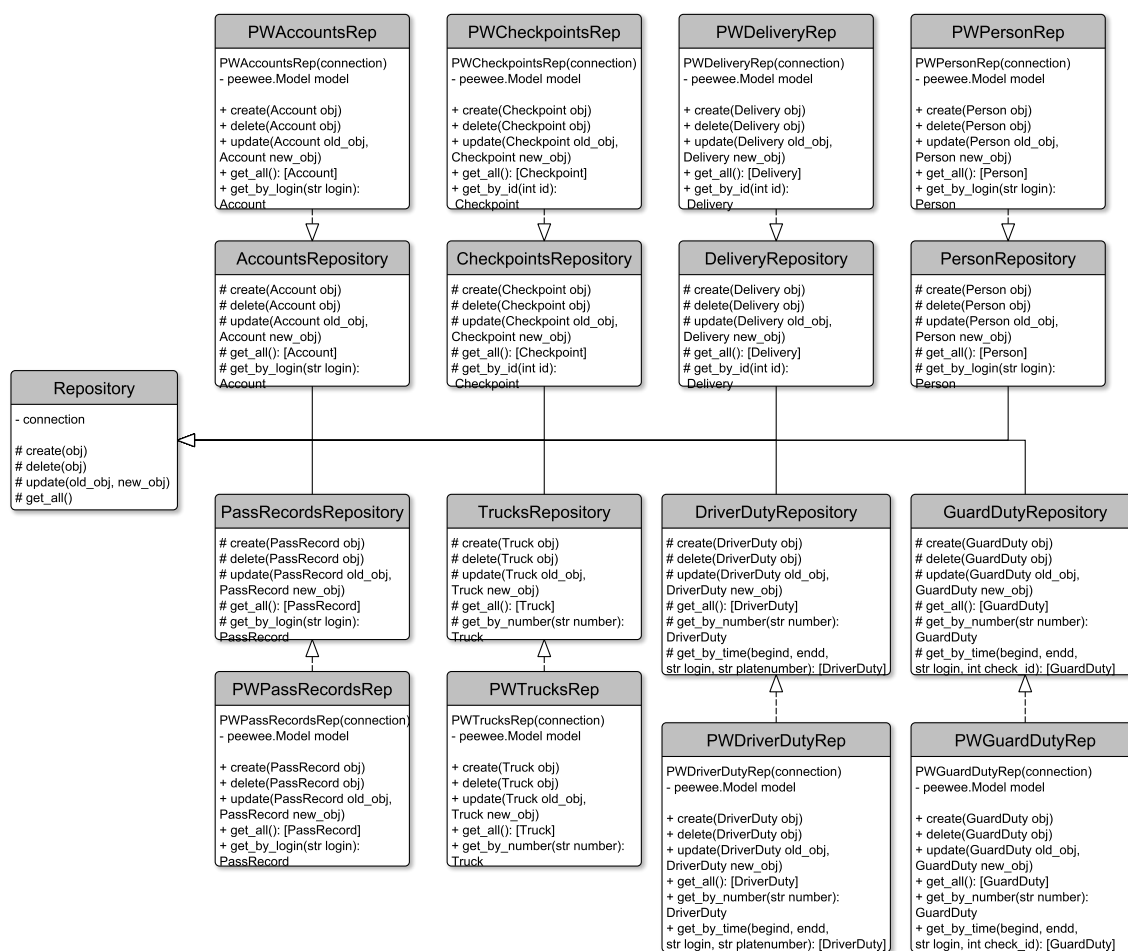 PWAccountsRep
PWAccountsRep(connection)
- peewee.Model model
+ create(Account obj)
+ delete(Account obj)
+ update(Account old_obj,
Account new_obj)
+ get_all(): [Account]
+ get_by_login(str login):
Account
PWCheckpointsRep
PWCheckpointsRep(connection)
- peewee.Model model
+ create(Checkpoint obj)
+ delete(Checkpoint obj)
+ update(Checkpoint old_obj,
Checkpoint new_obj)
+ get_all(): [Checkpoint]
+ get_by_id(int id):
Checkpoint
PWDeliveryRep
PWDeliveryRep(connection)
- peewee.Model model
+ create(Delivery obj)
+ delete(Delivery obj)
+ update(Delivery old_obj,
Delivery new_obj)
+ get_all(): [Delivery]
+ get_by_id(int id):
Delivery
PWPersonRep
PWPersonRep(connection)
- peewee.Model model
+ create(Person obj)
+ delete(Person obj)
+ update(Person old_obj,
Person new_obj)
+ get_all(): [Person]
+ get_by_login(str login):
Person
AccountsRepository
# create(Account obj)
# delete(Account obj)
# update(Account old_obj,
Account new_obj)
# get_all(): [Account]
# get_by_login(str login):
Account
CheckpointsRepository
# create(Checkpoint obj)
# delete(Checkpoint obj)
# update(Checkpoint old_obj,
Checkpoint new_obj)
# get_all(): [Checkpoint]
# get_by_id(int id):
Checkpoint
DeliveryRepository
# create(Delivery obj)
# delete(Delivery obj)
# update(Delivery old_obj,
Delivery new_obj)
# get_all(): [Delivery]
# get_by_id(int id):
Delivery
PersonRepository
# create(Person obj)
# delete(Person obj)
# update(Person old_obj,
Person new_obj)
# get_all(): [Person]
# get_by_login(str login):
Person
Repository
- connection
# create(obj)
# delete(obj)
# update(old_obj, new_obj)
# get_all()
PassRecordsRepository
# create(PassRecord obj)
# delete(PassRecord obj)
# update(PassRecord old_obj,
PassRecord new_obj)
# get_all(): [PassRecord]
# get_by_login(str login):
PassRecord
TrucksRepository
# create(Truck obj)
# delete(Truck obj)
# update(Truck old_obj,
Truck new_obj)
# get_all(): [Truck]
# get_by_number(str number):
Truck
DriverDutyRepository
# create(DriverDuty obj)
# delete(DriverDuty obj)
# update(DriverDuty old_obj,
DriverDuty new_obj)
# get_all(): [DriverDuty]
# get_by_number(str number):
DriverDuty
# get_by_time(begind, endd,
str login, str platenumber): [DriverDuty]
GuardDutyRepository
# create(GuardDuty obj)
# delete(GuardDuty obj)
# update(GuardDuty old_obj,
GuardDuty new_obj)
# get_all(): [GuardDuty]
# get_by_number(str number):
GuardDuty
# get_by_time(begind, endd,
str login, int check_id): [GuardDuty]
PWPassRecordsRep
PWPassRecordsRep(connection)
- peewee.Model model
+ create(PassRecord obj)
+ delete(PassRecord obj)
+ update(PassRecord old_obj,
PassRecord new_obj)
+ get_all(): [PassRecord]
+ get_by_login(str login):
PassRecord
PWTrucksRep
PWTrucksRep(connection)
- peewee.Model model
+ create(Truck obj)
+ delete(Truck obj)
+ update(Truck old_obj,
Truck new_obj)
+ get_all(): [Truck]
+ get_by_number(str number):
Truck
PWDriverDutyRep
PWDriverDutyRep(connection)
- peewee.Model model
+ create(DriverDuty obj)
+ delete(DriverDuty obj)
+ update(DriverDuty old_obj,
DriverDuty new_obj)
+ get_all(): [DriverDuty]
+ get_by_number(str number):
DriverDuty
+ get_by_time(begind, endd,
str login, str platenumber): [DriverDuty]
PWGuardDutyRep
PWGuardDutyRep(connection)
- peewee.Model model
+ create(GuardDuty obj)
+ delete(GuardDuty obj)
+ update(GuardDuty old_obj,
GuardDuty new_obj)
+ get_all(): [GuardDuty]
+ get_by_number(str number):
GuardDuty
+ get_by_time(begind, endd,
str login, int check_id): [GuardDuty]